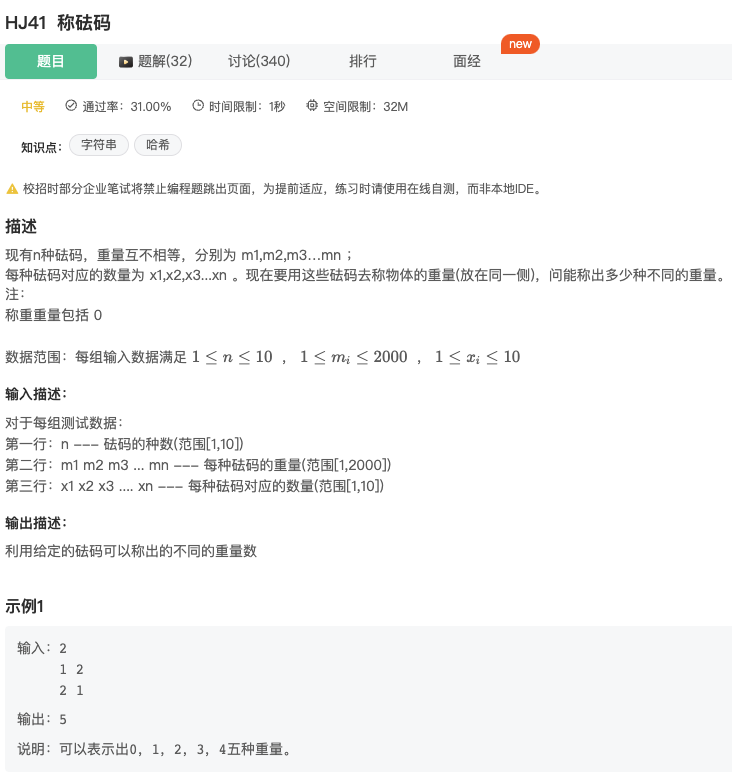 HJ41 称砝码
new
题目 题解(32) 讨论(340) 排行 面经
中等 通过率：31.00% 时间限制：1秒 空间限制：32M
知识点： 字符串 哈希
校招时部分企业笔试将禁止编程题跳出页面，为提前适应，练习时请使用在线自测，而非本地IDE。
描述
现有n种砝码，重量互不相等，分别为 m1,m2,m3…mn ；
每种砝码对应的数量为 x1,x2,x3...xn 。现在要用这些砝码去称物体的重量(放在同一侧)，问能称出多少种不同的重量。
注：
称重重量包括 0
数据范围：每组输入数据满足 1 ≤ n ≤ 10 ， 1 ≤ mᵢ ≤ 2000 ， 1 ≤ xᵢ ≤ 10
输入描述：
对于每组测试数据：
第一行：n --- 砝码的种数(范围[1,10])
第二行：m1 m2 m3 ... mn --- 每种砝码的重量(范围[1,2000])
第三行：x1 x2 x3 .... xn --- 每种砝码对应的数量(范围[1,10])
输出描述：
利用给定的砝码可以称出的不同的重量数
示例1
输入：2
1 2
2 1
输出：5
说明：可以表示出0，1，2，3，4五种重量。